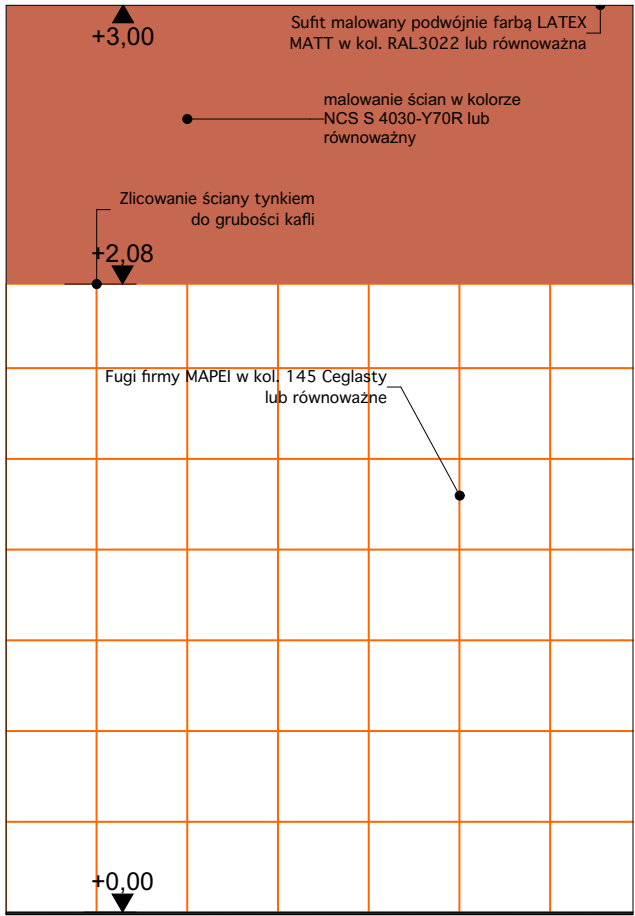 Sufit malowany podwójnie farbą LATEX
MATT w kol. RAL3022 lub równoważna
+3,00
malowanie ścian w kolorze
NCS S 4030-Y70R lub
równoważny
Zlicowanie ściany tynkiem
do grubości kafli
+2,08
Fugi firmy MAPEI w kol. 145 Ceglasty
lub równoważne
+0,00